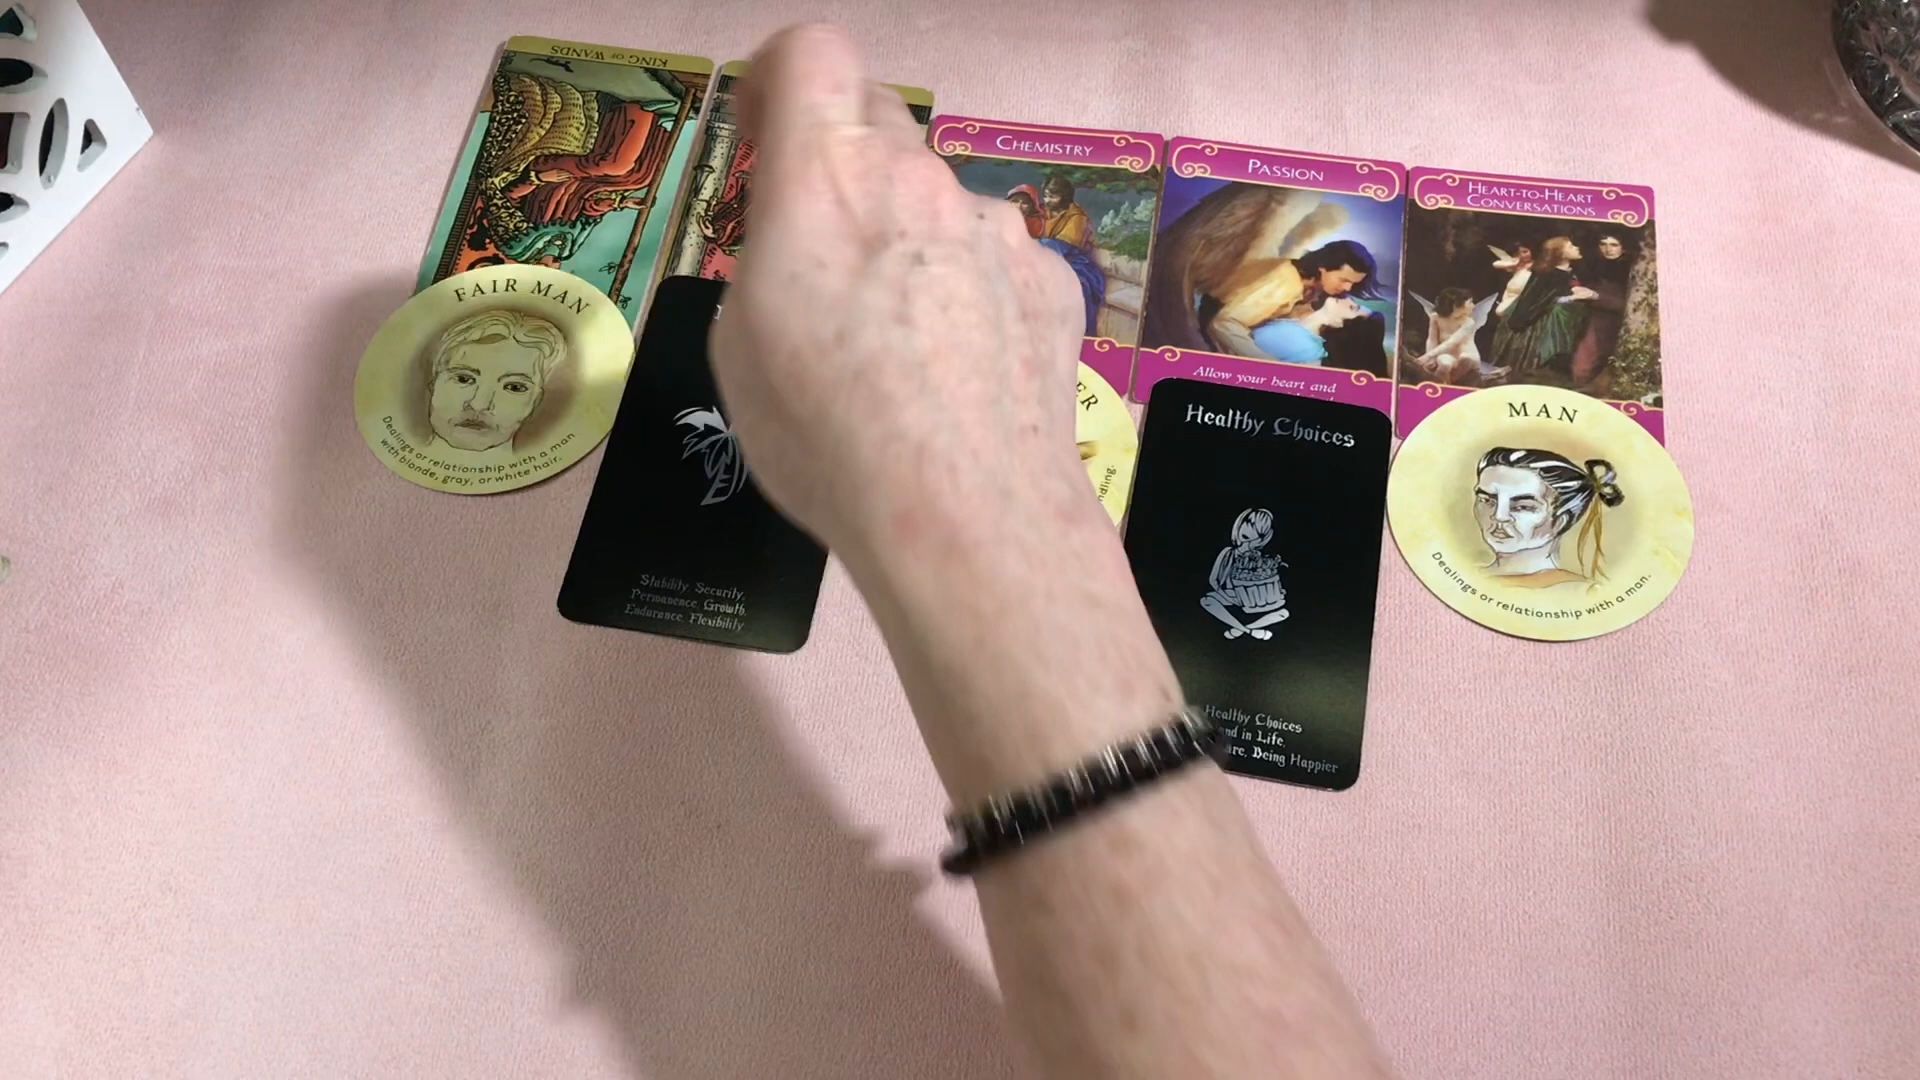 KING OF WANDS
CHEMISTRY
PASSION
HEART-TO-HEART
CONVERSATIONS
FAIR MAN
Dealings or relationship with a man
with blonde, gray, or white hair.
Allow your heart and
Healthy Choices
MAN
Dealings or relationship with a man.
Stability, Security,
Permanence, Growth,
Endurance, Flexibility
Healthy Choices
in Life,
Being Happier